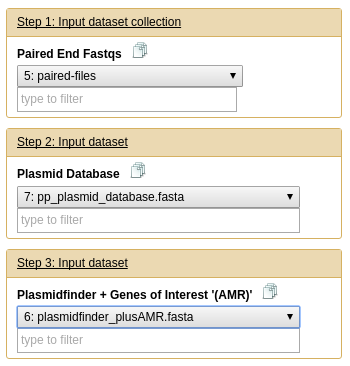 Step 1: Input dataset collection
Paired End Fastqs
5: paired-files
type to filter
Step 2: Input dataset
Plasmid Database
7: pp_plasmid_database.fasta
type to filter
Step 3: Input dataset
Plasmidfinder + Genes of Interest '(AMR)'
6: plasmidfinder_plusAMR.fasta
type to filter